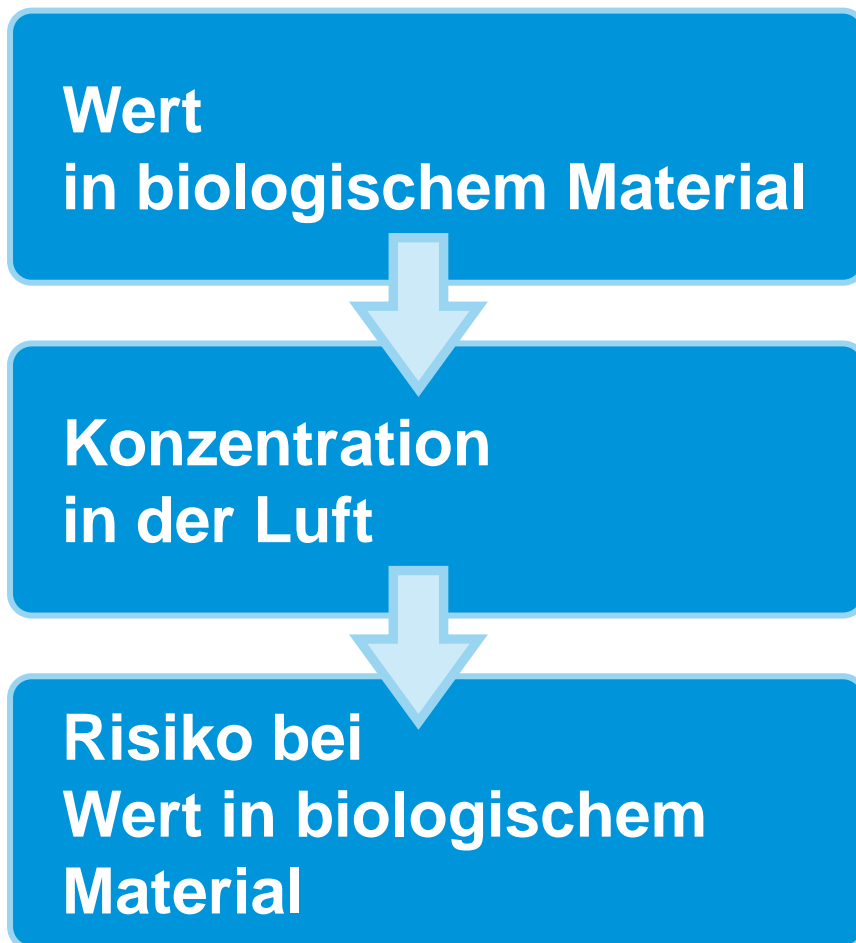 Wert
in biologischem Material
Konzentration
in der Luft
Risiko bei
Wert in biologischem
Material